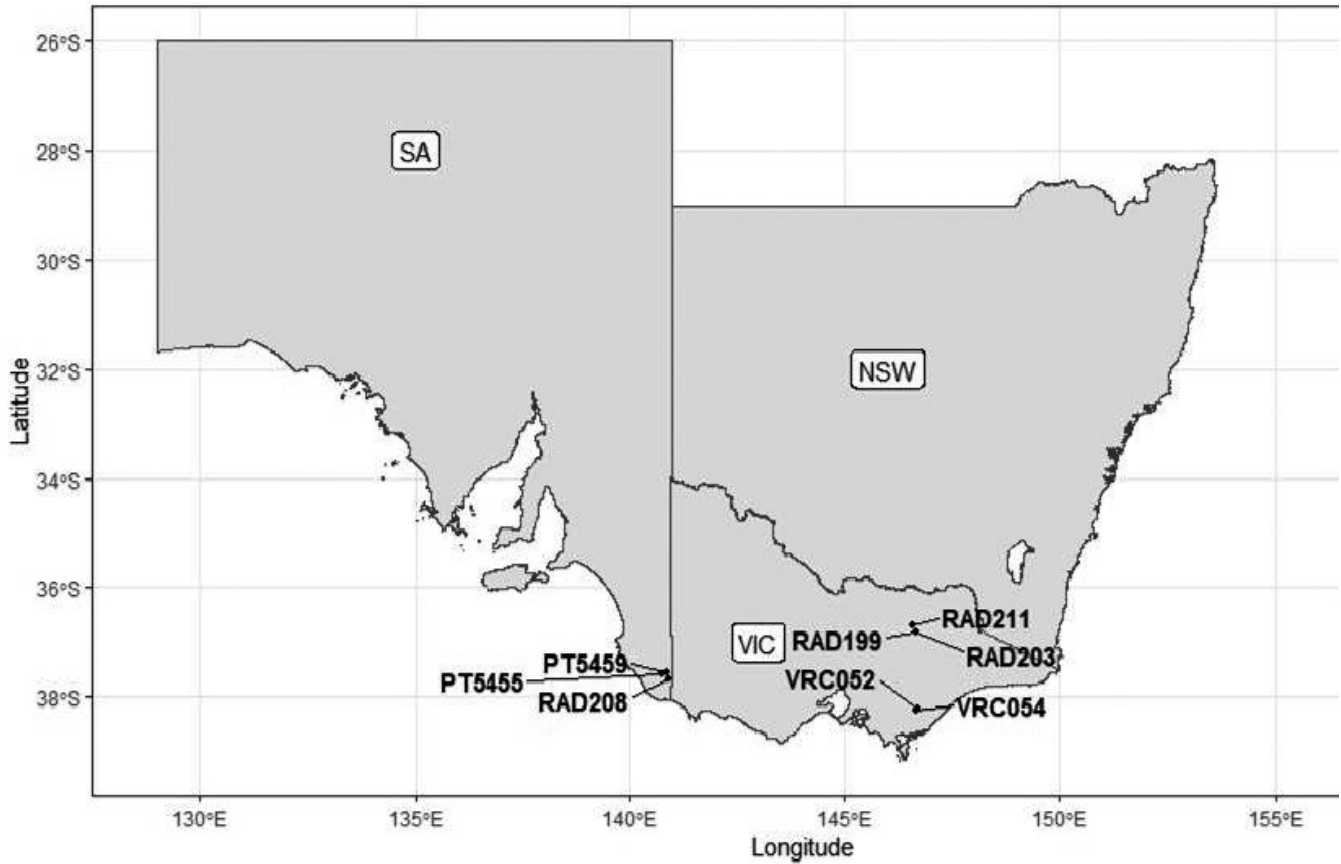 26°S
28°S
30°S
32°S
34°S
36°S
38°S
Latitude
SA
NSW
VIC
RAD211
RAD199
RAD203
PT5459
PT5455
RAD208
VRC052
VRC054
130°E
135°E
140°E
145°E
150°E
155°E
Longitude